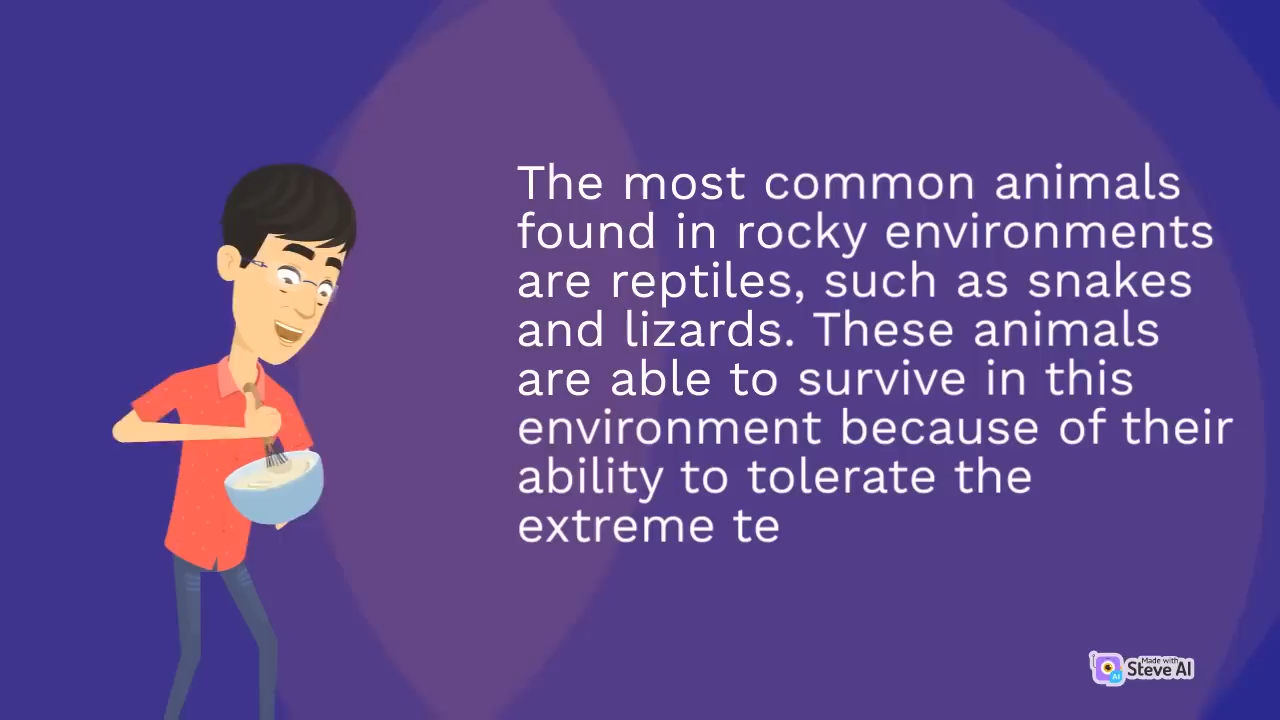 The most common animals
found in rocky environments
are reptiles, such as snakes
and lizards. These animals
are able to survive in this
environment because of their
ability to tolerate the
extreme te
Made with
Steve AI
AI